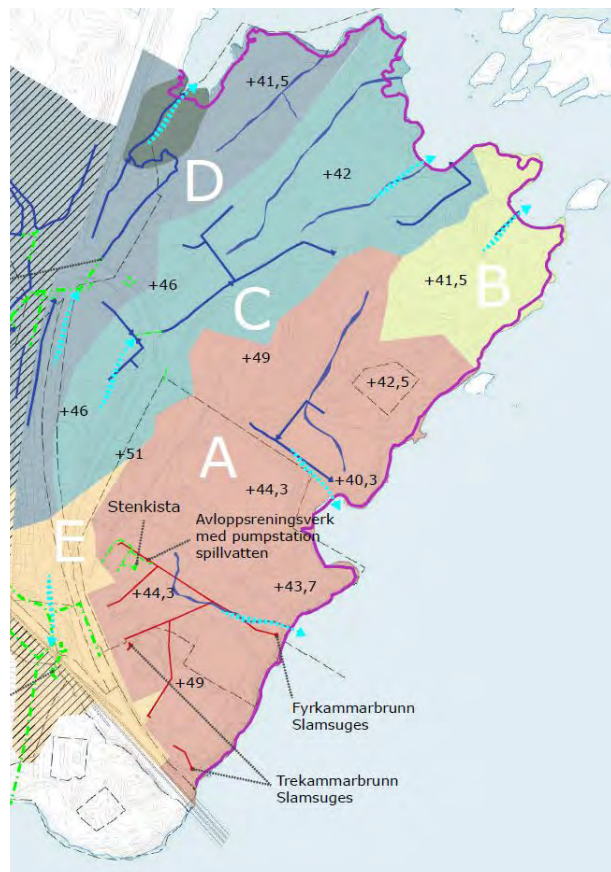 +41,5
D
+42
+46
+41,5
B
C
+49
+42,5
+46
+51
A
+44,3
+40,3
Stenkista
Avloppsreningsverk
med pumpstation
spillvatten
E
+44,3
+43,7
+49
Fyrkammarbrunn
Slamsuges
Trekammarbrunn
Slamsuges